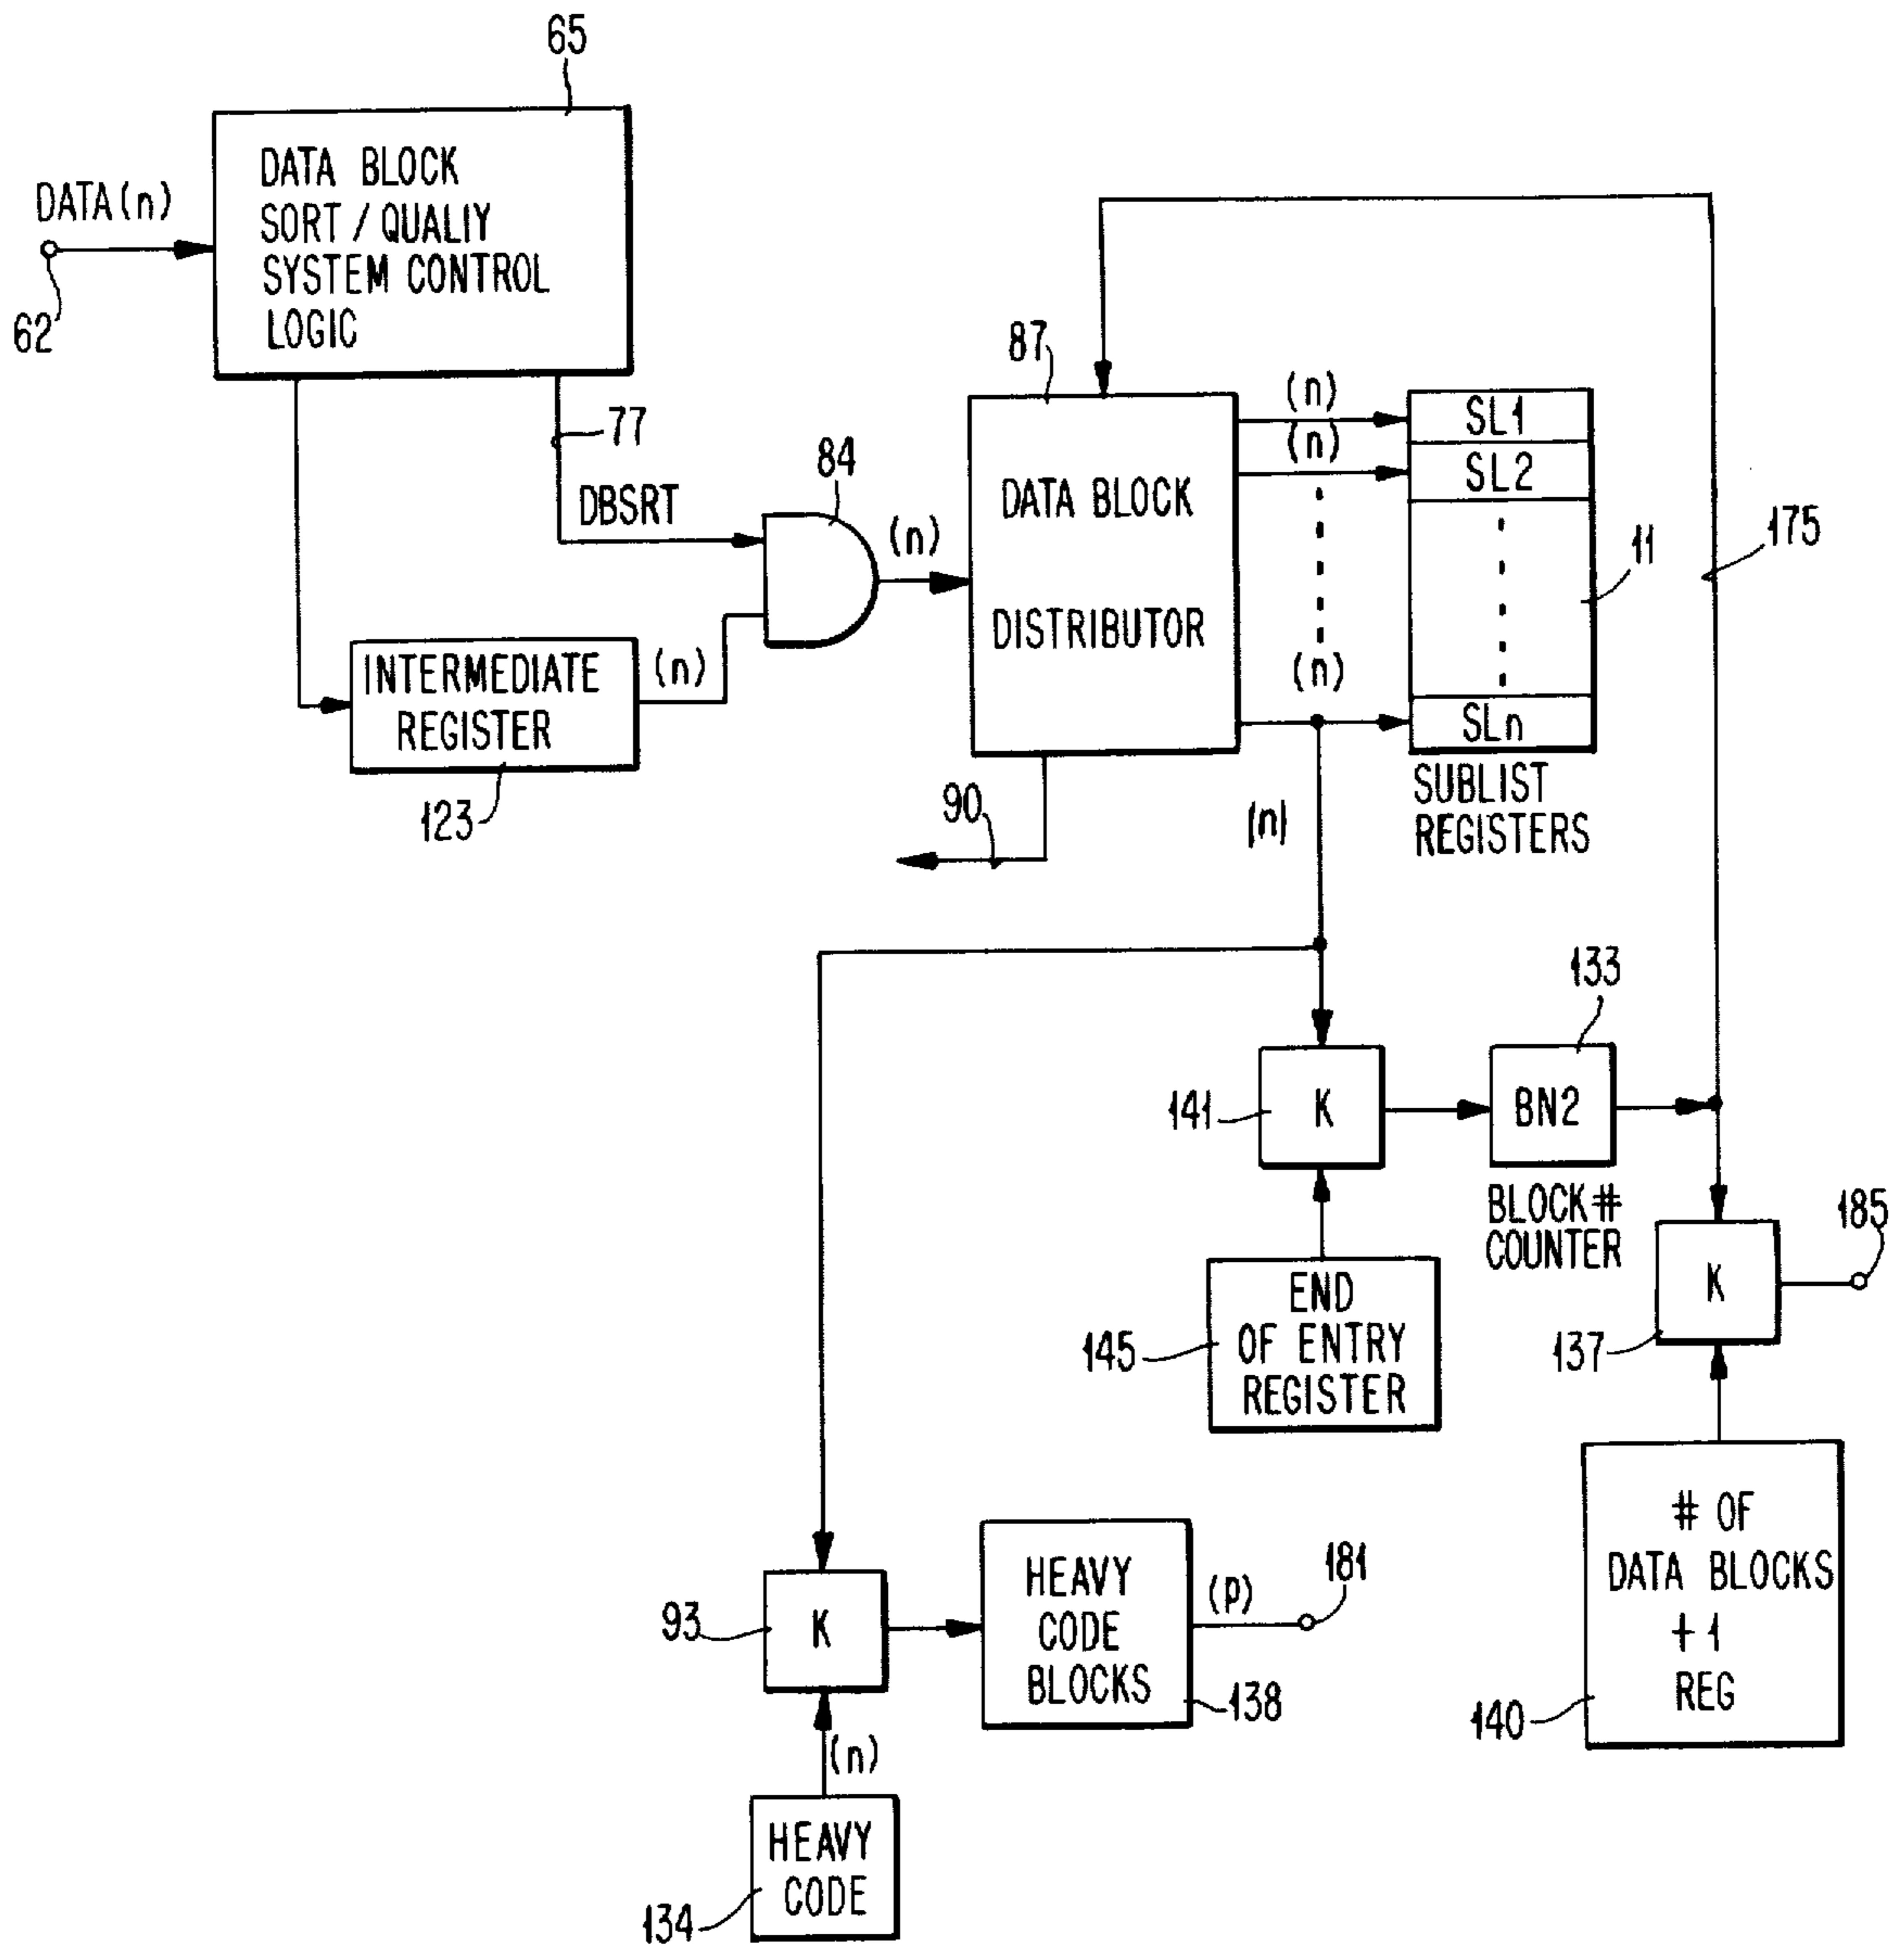 65
DATA BLOCK
SORT / QUALIY
SYSTEM CONTROL
LOGIC
DATA (n)
62
77
DBSRT
84
(n)
INTERMEDIATE
REGISTER
(n)
123
87
DATA BLOCK
DISTRIBUTOR
90
(n)
(n)
(n)
SL1
SL2
SLn
SUBLIST
REGISTERS
11
175
(n)
141
K
133
BN2
BLOCK #
COUNTER
185
K
137
END
OF ENTRY
REGISTER
145
# OF
DATA BLOCKS
+ 1
REG
140
93
K
HEAVY
CODE
BLOCKS
138
(p)
181
(n)
HEAVY
CODE
134